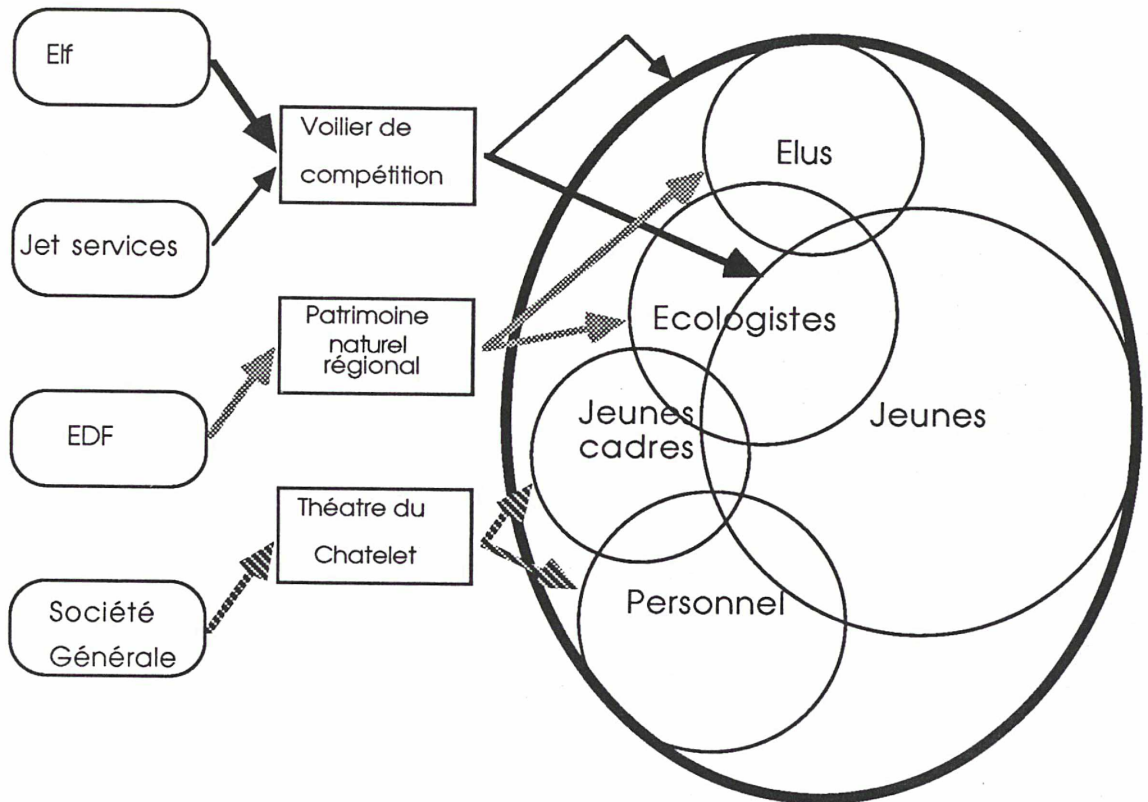 Elf
Voilier de
compétition
Elus
Jet services
Patrimoine
naturel
régional
Ecologistes
EDF
Jeunes
cadres
Jeunes
Théatre du
Chatelet
Personnel
Société
Générale